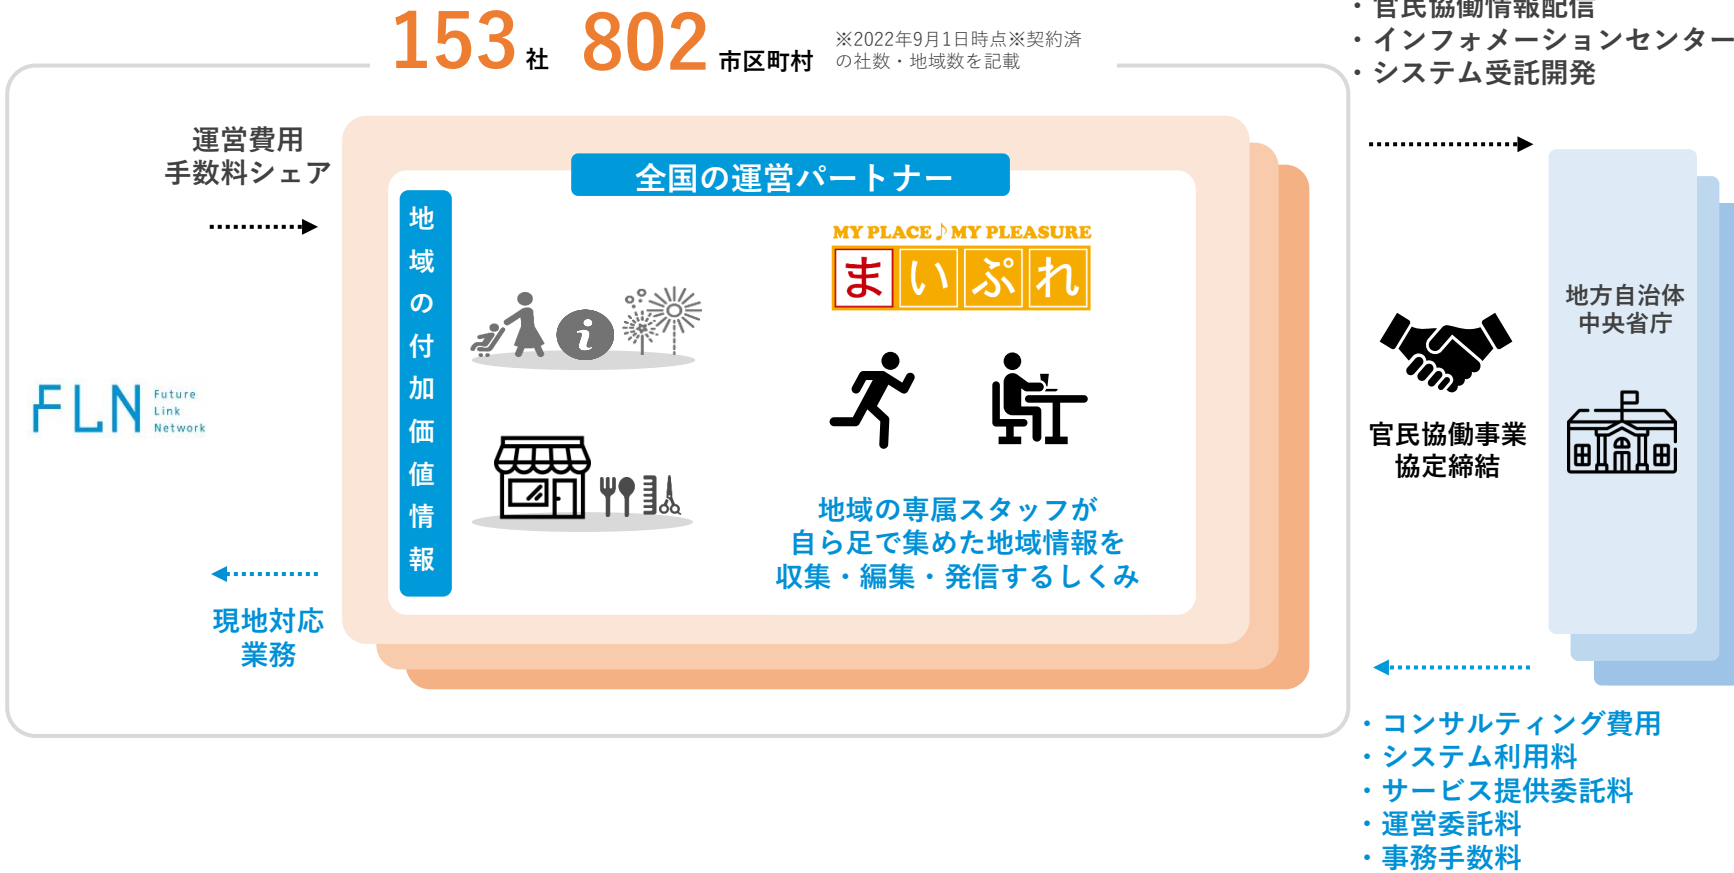 153社 802市区町村
※2022年9月1日時点※契約済
の社数・地域数を記載
・官民協働情報配信
・インフォメーションセンター
・システム受託開発
運営費用
手数料シェア
全国の運営パートナー
地域の付加価値情報
MY PLACE♪MY PLEASURE
まいぷれ
i
地域の専属スタッフが
自ら足で集めた地域情報を
収集・編集・発信するしくみ
FLN
Future
Link
Network
現地対応
業務
官民協働事業
協定締結
地方自治体
中央省庁
・コンサルティング費用
・システム利用料
・サービス提供委託料
・運営委託料
・事務手数料